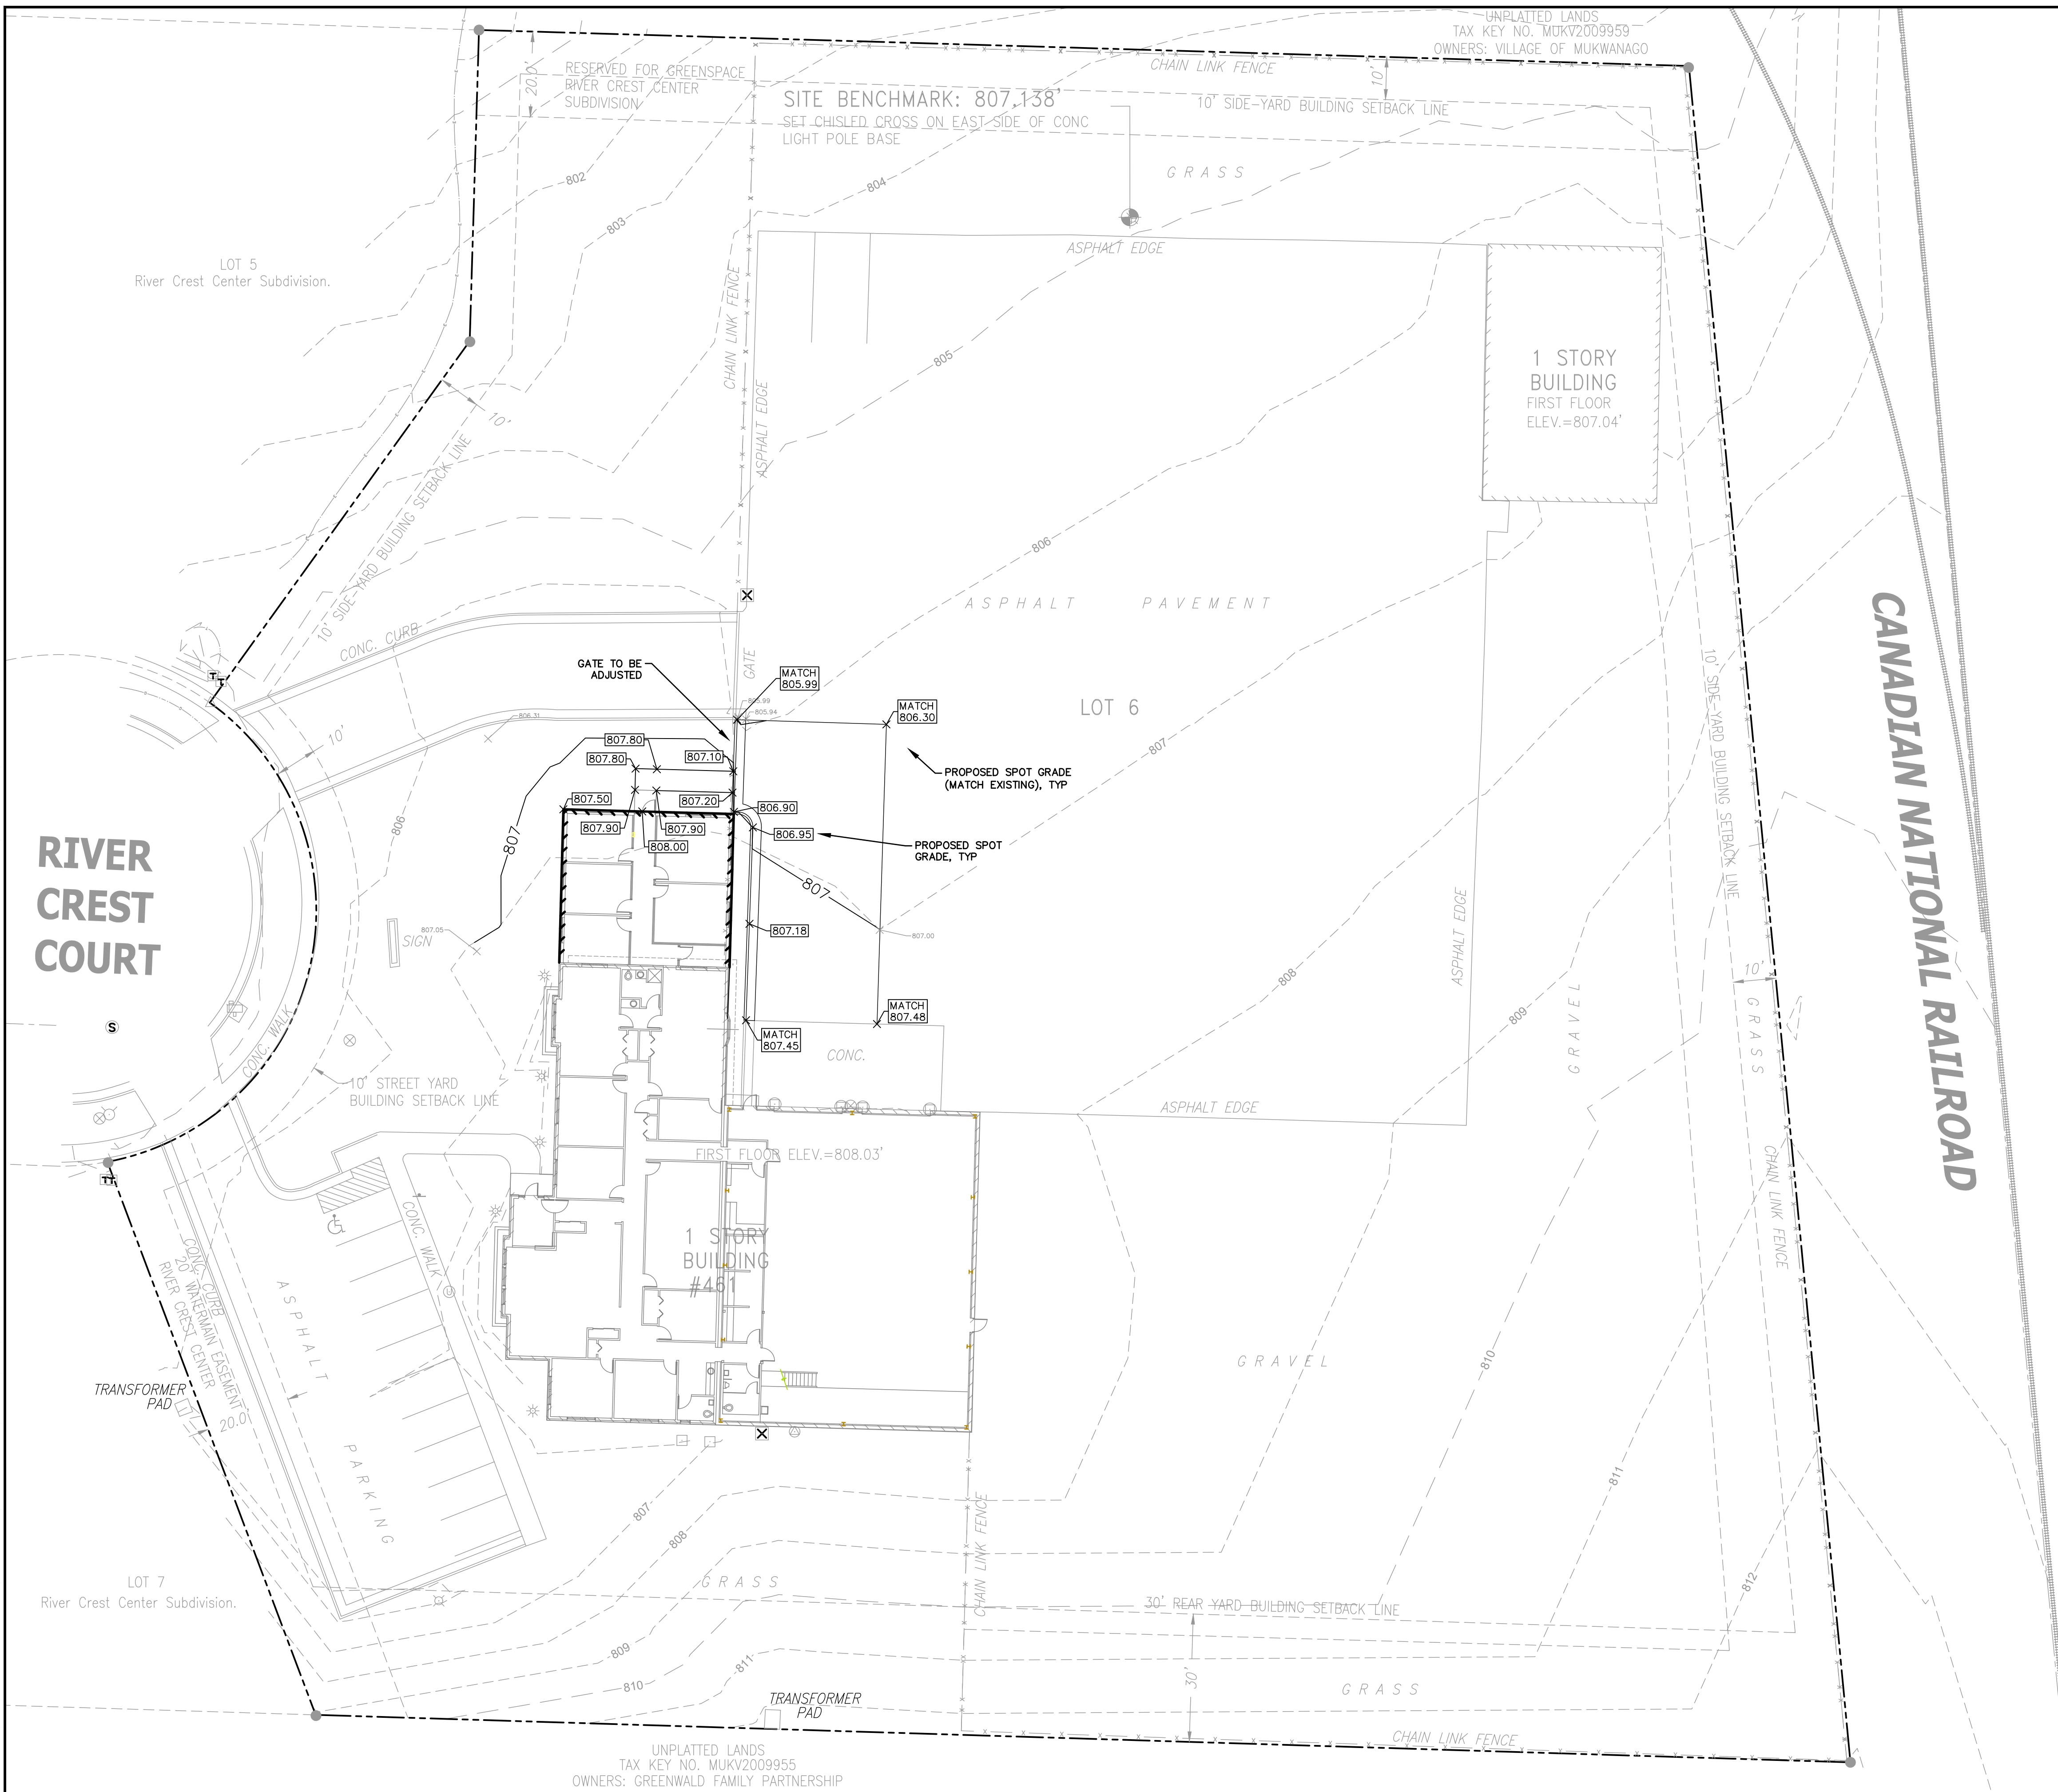 UNPLATTED LANDS
TAX KEY NO. MUKV2009959
OWNERS: VILLAGE OF MUKWANAGO
CHAIN LINK FENCE
10'
20.0'
RESERVED FOR GREENSPACE
RIVER CREST CENTER
SUBDIVISION
SITE BENCHMARK: 807.138'
SET CHISLED CROSS ON EAST SIDE OF CONC
LIGHT POLE BASE
10' SIDE-YARD BUILDING SETBACK LINE
GRASS
802
804
803
ASPHALT EDGE
LOT 5
River Crest Center Subdivision.
CHAIN LINK FENCE
ASPHALT EDGE
805
1 STORY
BUILDING
FIRST FLOOR
ELEV.=807.04'
10'
10' SIDE-YARD BUILDING SETBACK LINE
806
ASPHALT PAVEMENT
CONC. CURB
GATE
GATE TO BE
ADJUSTED
MATCH
805.99
805.99
805.94
MATCH
806.30
LOT 6
10' SIDE-YARD BUILDING SETBACK LINE
CANADIAN NATIONAL RAILROAD
806.31
10'
807.80
807.80
807.10
807
PROPOSED SPOT GRADE
(MATCH EXISTING), TYP
807.50
807.20
806.90
807.90
807.90
806.95
808.00
PROPOSED SPOT
GRADE, TYP
806
807
807
RIVER
CREST
COURT
SIGN
807.05
807.18
807.00
ASPHALT EDGE
808
10'
GRAVEL
GRASS
809
MATCH
807.48
MATCH
807.45
CONC.
S
CONC. WALK
10' STREET YARD
BUILDING SETBACK LINE
ASPHALT EDGE
FIRST FLOOR ELEV.=808.03'
CHAIN LINK FENCE
TT
T
T
CONC. WALK
S
1 STORY
BUILDING
#461
CONC. CURB
20' WATERMAIN EASEMENT
RIVER CREST CENTER
ASPHALT
PARKING
20.0'
TRANSFORMER
PAD
GRAVEL
810
811
812
807
808
CHAIN LINK FENCE
LOT 7
River Crest Center Subdivision.
GRASS
30' REAR YARD BUILDING SETBACK LINE
809
811
810
30'
GRASS
TRANSFORMER
PAD
CHAIN LINK FENCE
UNPLATTED LANDS
TAX KEY NO. MUKV2009955
OWNERS: GREENWALD FAMILY PARTNERSHIP